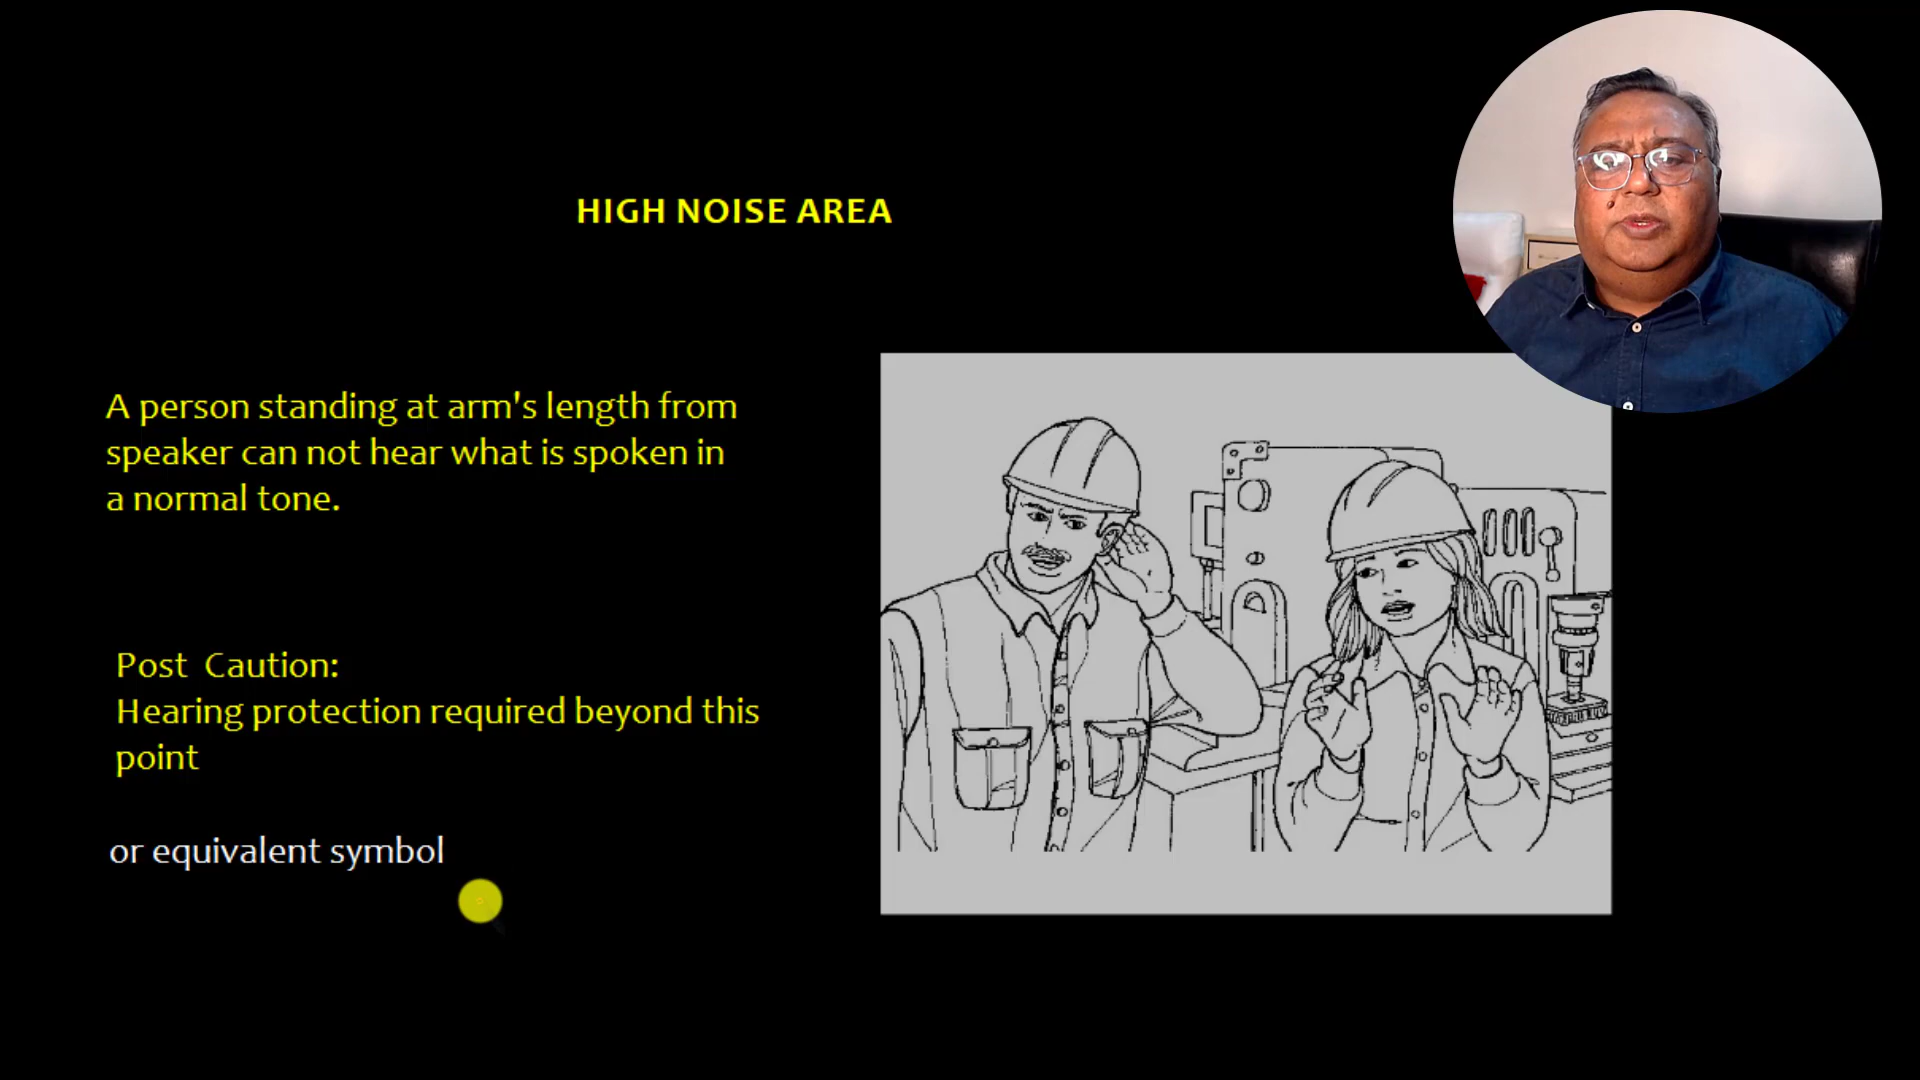 HIGH NOISE AREA
A person standing at arm's length from
speaker can not hear what is spoken in
a normal tone.
Post Caution:
Hearing protection required beyond this
point
or equivalent symbol